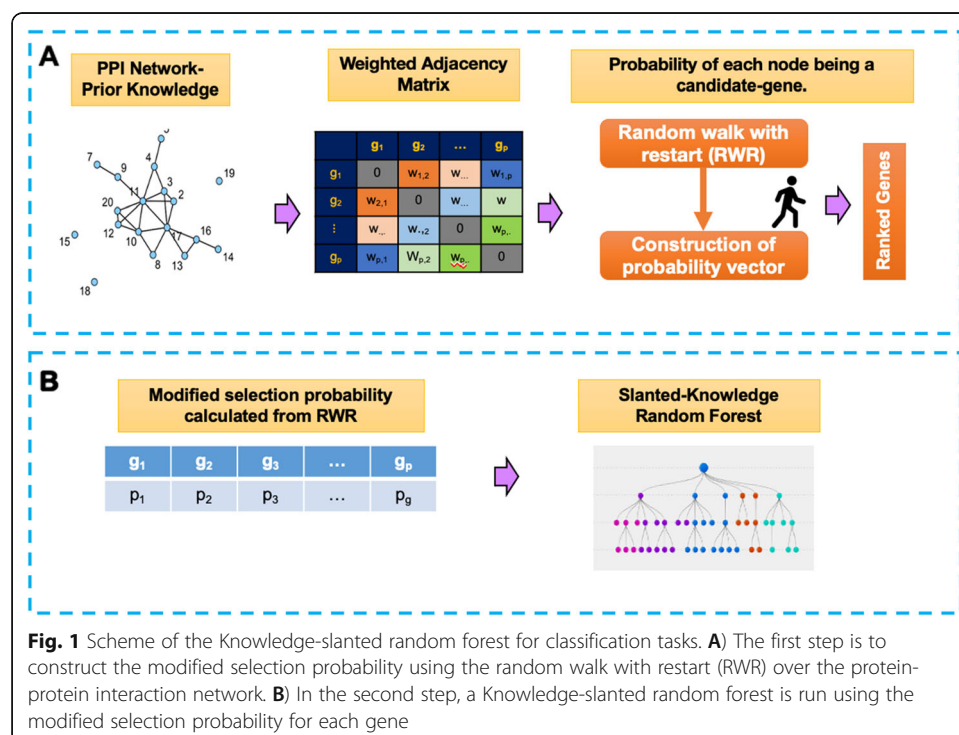 A
PPI Network-
Prior Knowledge
Weighted Adjacency
Matrix
Probability of each node being a
candidate-gene.
7
9
4
3
2
11
19
20
12
10
17
16
15
8
13
14
18
g1 g2 ... gp
g1 0 w1,2 w... w1,p
g2 w2,1 0 w... w
⋮ w.,. w.,2 0 wp,.
gp wp,1 Wp,2 wp,. 0
Random walk with
restart (RWR)
Construction of
probability vector
Ranked Genes
B
Modified selection probability
calculated from RWR
Slanted-Knowledge
Random Forest
g1 g2 g3 ... gp
p1 p2 p3 ... pg
Fig. 1 Scheme of the Knowledge-slanted random forest for classification tasks. A) The first step is to
construct the modified selection probability using the random walk with restart (RWR) over the protein-
protein interaction network. B) In the second step, a Knowledge-slanted random forest is run using the
modified selection probability for each gene